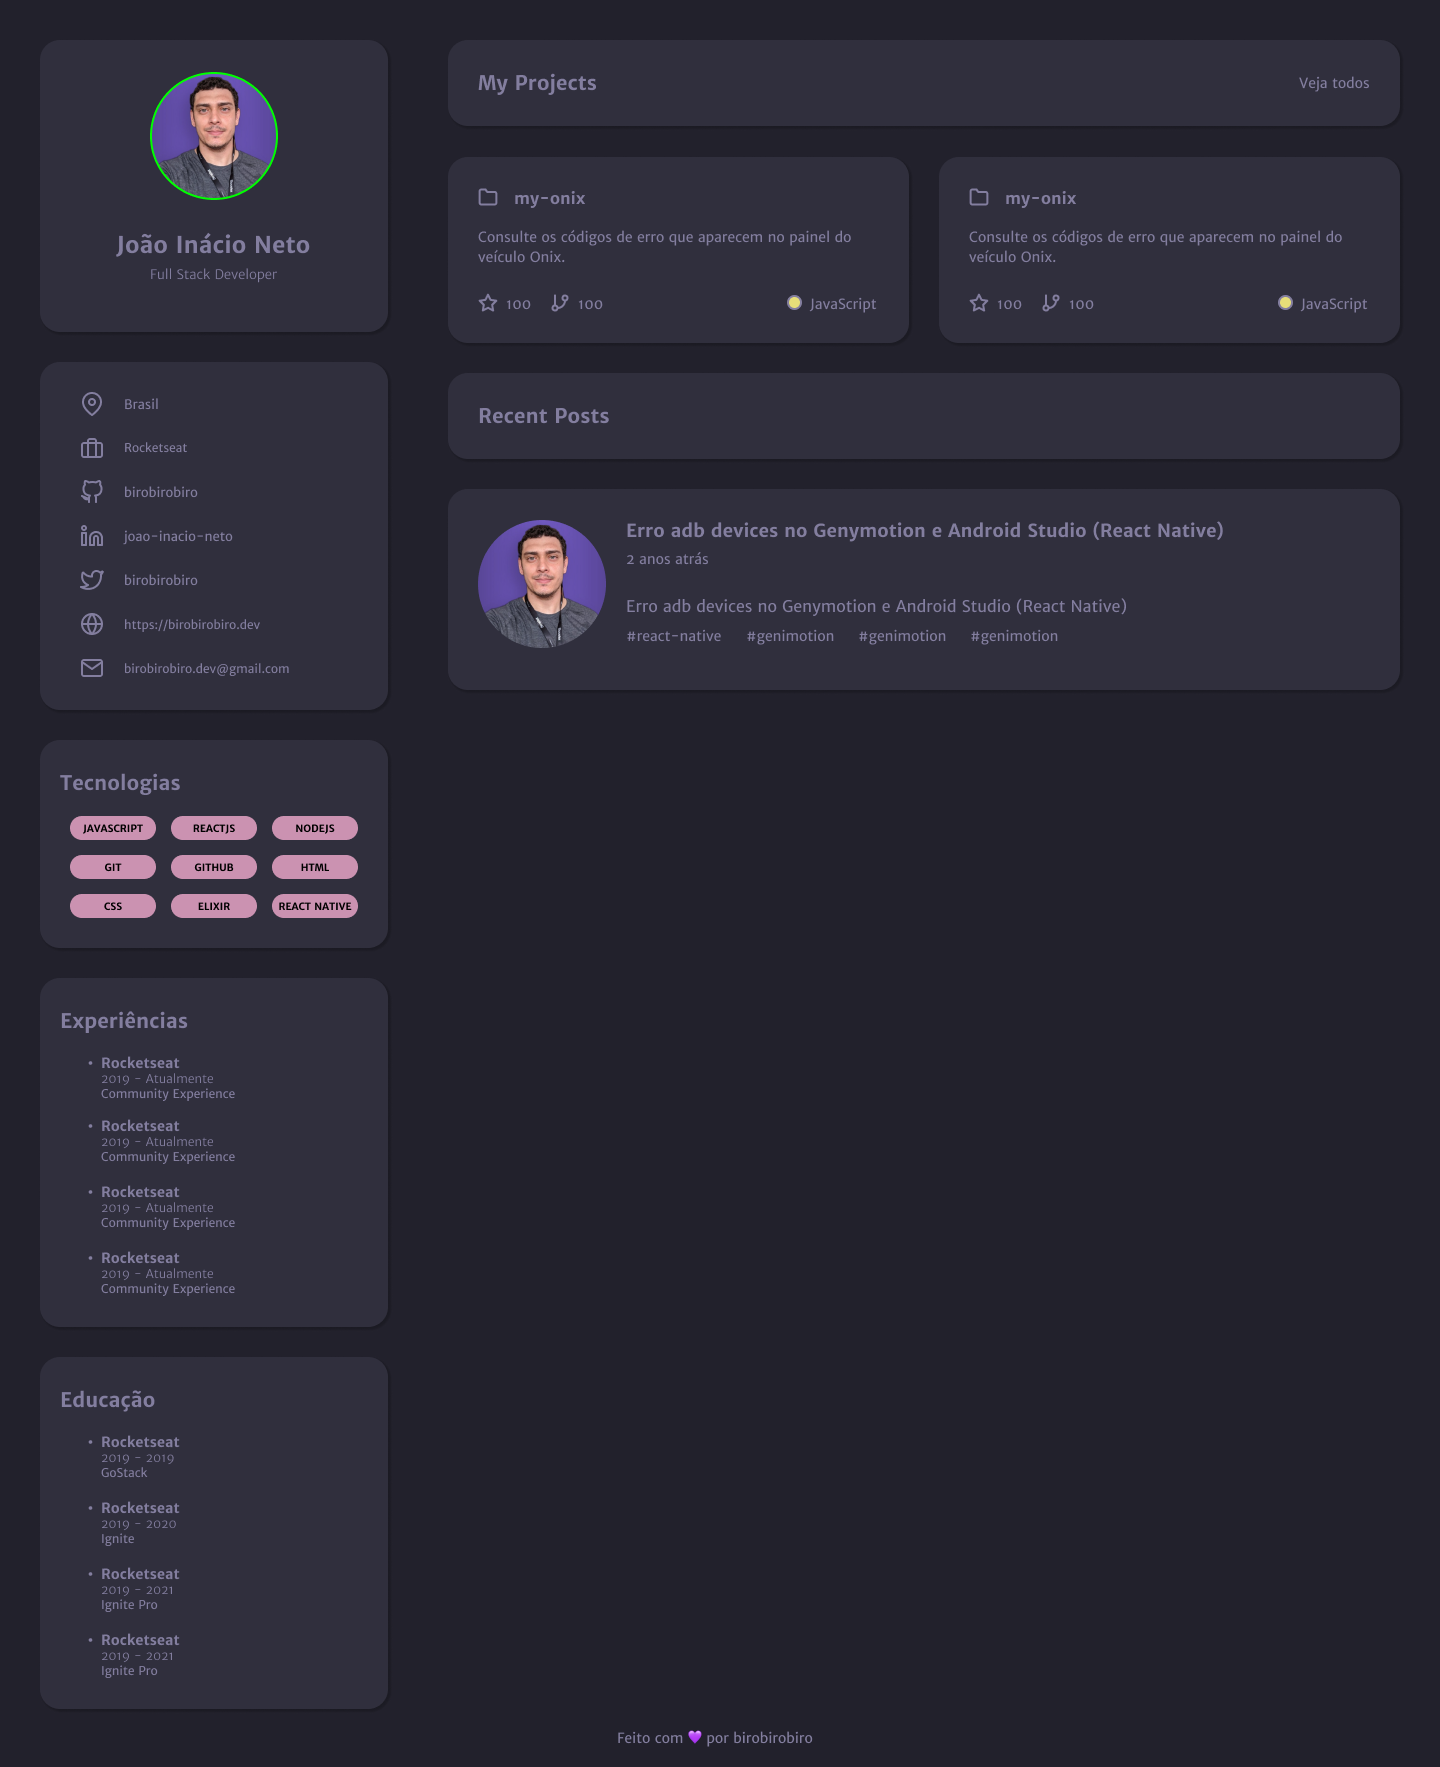 João Inácio Neto
Full Stack Developer
Brasil
Rocketseat
birobirobiro
joao-inacio-neto
birobirobiro
https://birobirobiro.dev
birobirobiro.dev@gmail.com
Tecnologias
JAVASCRIPT REACTJS NODEJS
GIT GITHUB HTML
CSS ELIXIR REACT NATIVE
Experiências
• Rocketseat
2019 - Atualmente
Community Experience
• Rocketseat
2019 - Atualmente
Community Experience
• Rocketseat
2019 - Atualmente
Community Experience
• Rocketseat
2019 - Atualmente
Community Experience
Educação
• Rocketseat
2019 - 2019
GoStack
• Rocketseat
2019 - 2020
Ignite
• Rocketseat
2019 - 2021
Ignite Pro
• Rocketseat
2019 - 2021
Ignite Pro
My Projects Veja todos
my-onix
Consulte os códigos de erro que aparecem no painel do
veículo Onix.
100 100 JavaScript
my-onix
Consulte os códigos de erro que aparecem no painel do
veículo Onix.
100 100 JavaScript
Recent Posts
Erro adb devices no Genymotion e Android Studio (React Native)
2 anos atrás
Erro adb devices no Genymotion e Android Studio (React Native)
#react-native #genimotion #genimotion #genimotion
Feito com 💜 por birobirobiro